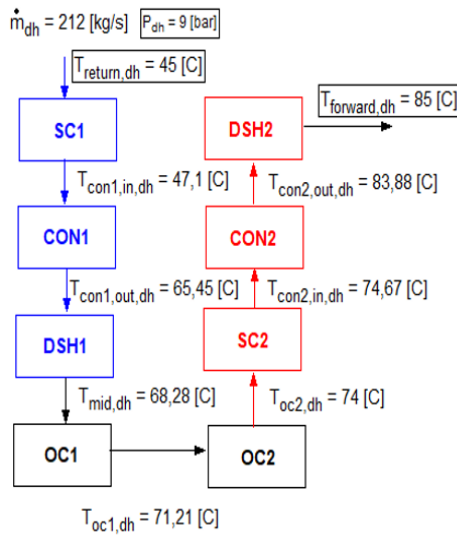 ṁdh = 212 [kg/s] Pdh = 9 [bar]
Treturn,dh = 45 [C]
SC1
Tcon1,in,dh = 47,1 [C]
CON1
Tcon1,out,dh = 65,45 [C]
DSH1
Tmid,dh = 68,28 [C]
OC1
Toc1,dh = 71,21 [C]
OC2
Toc2,dh = 74 [C]
SC2
Tcon2,in,dh = 74,67 [C]
CON2
Tcon2,out,dh = 83,88 [C]
DSH2
Tforward,dh = 85 [C]